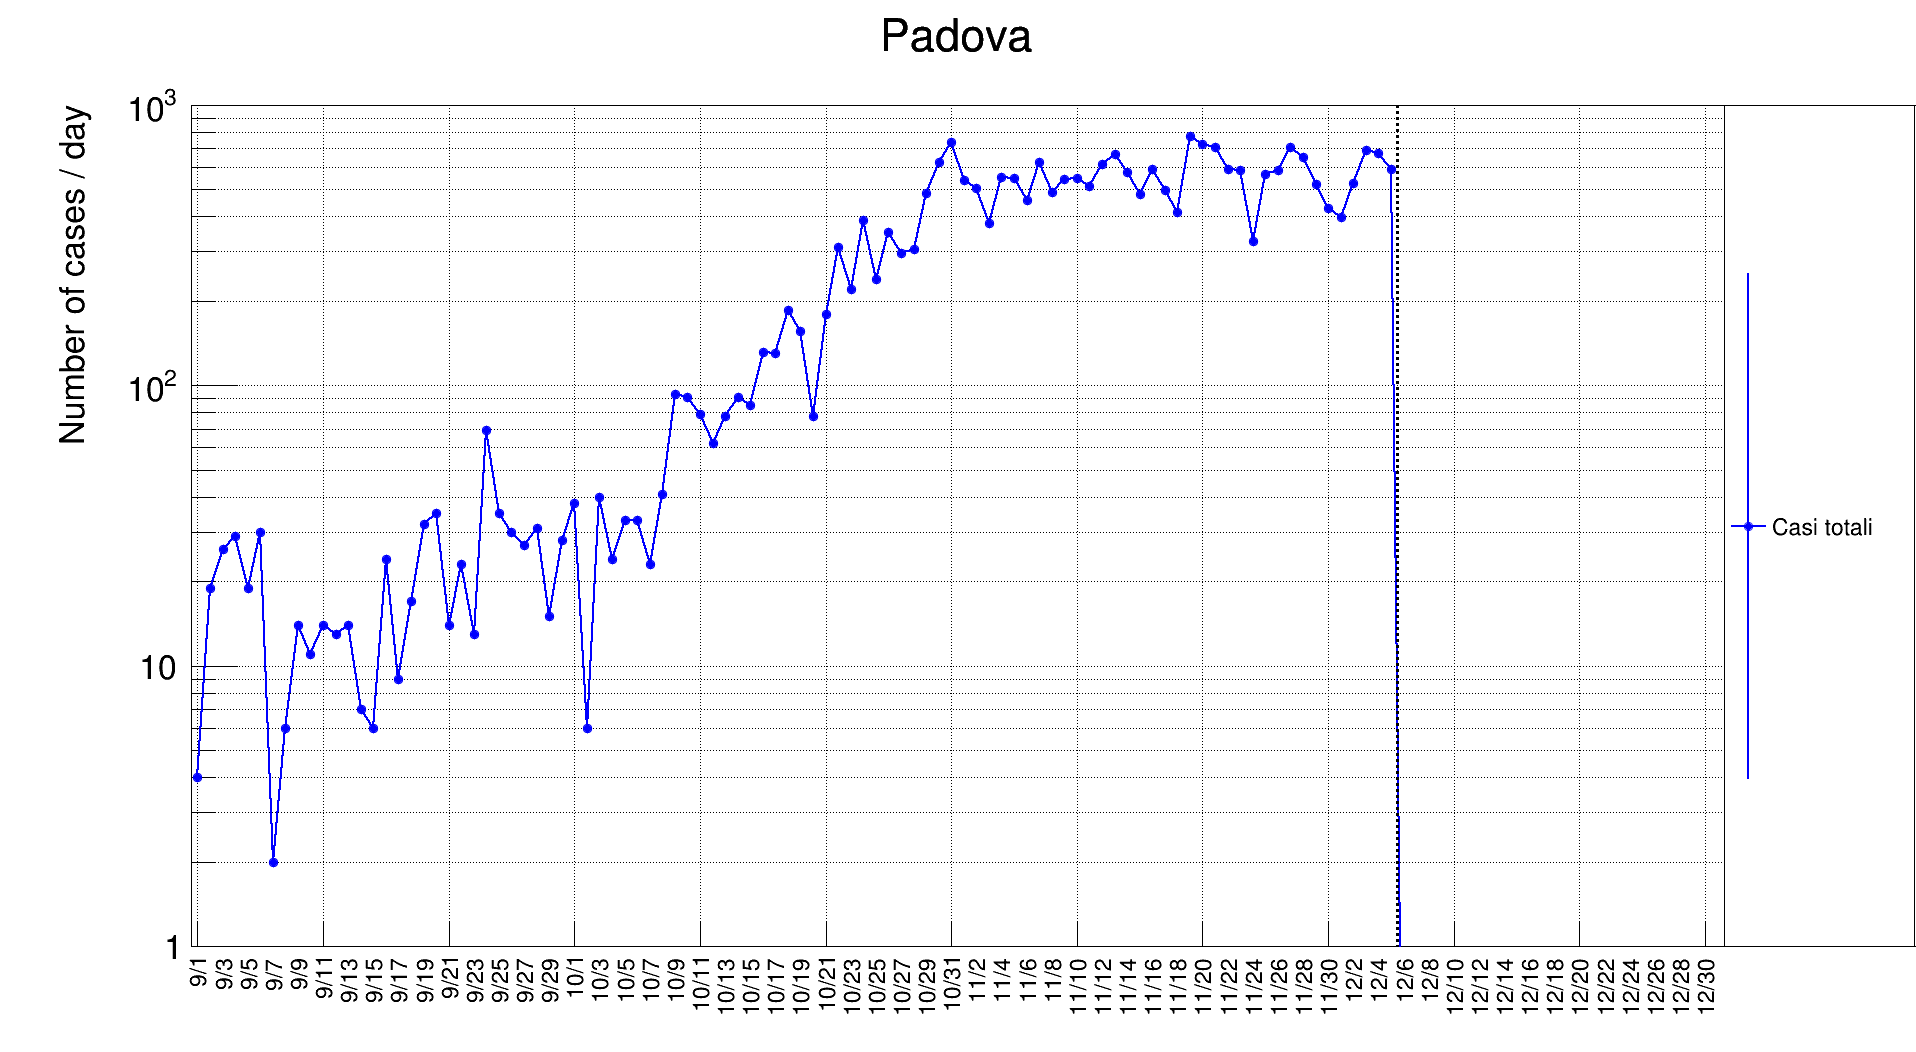 Padova
Number of cases / day
10³
10²
10
1
9/1 9/3 9/5 9/7 9/9 9/11 9/13 9/15 9/17 9/19 9/21 9/23 9/25 9/27 9/29 10/1 10/3 10/5 10/7 10/9 10/11 10/13 10/15 10/17 10/19 10/21 10/23 10/25 10/27 10/29 10/31 11/2 11/4 11/6 11/8 11/10 11/12 11/14 11/16 11/18 11/20 11/22 11/24 11/26 11/28 11/30 12/2 12/4 12/6 12/8 12/10 12/12 12/14 12/16 12/18 12/20 12/22 12/24 12/26 12/28 12/30
Casi totali